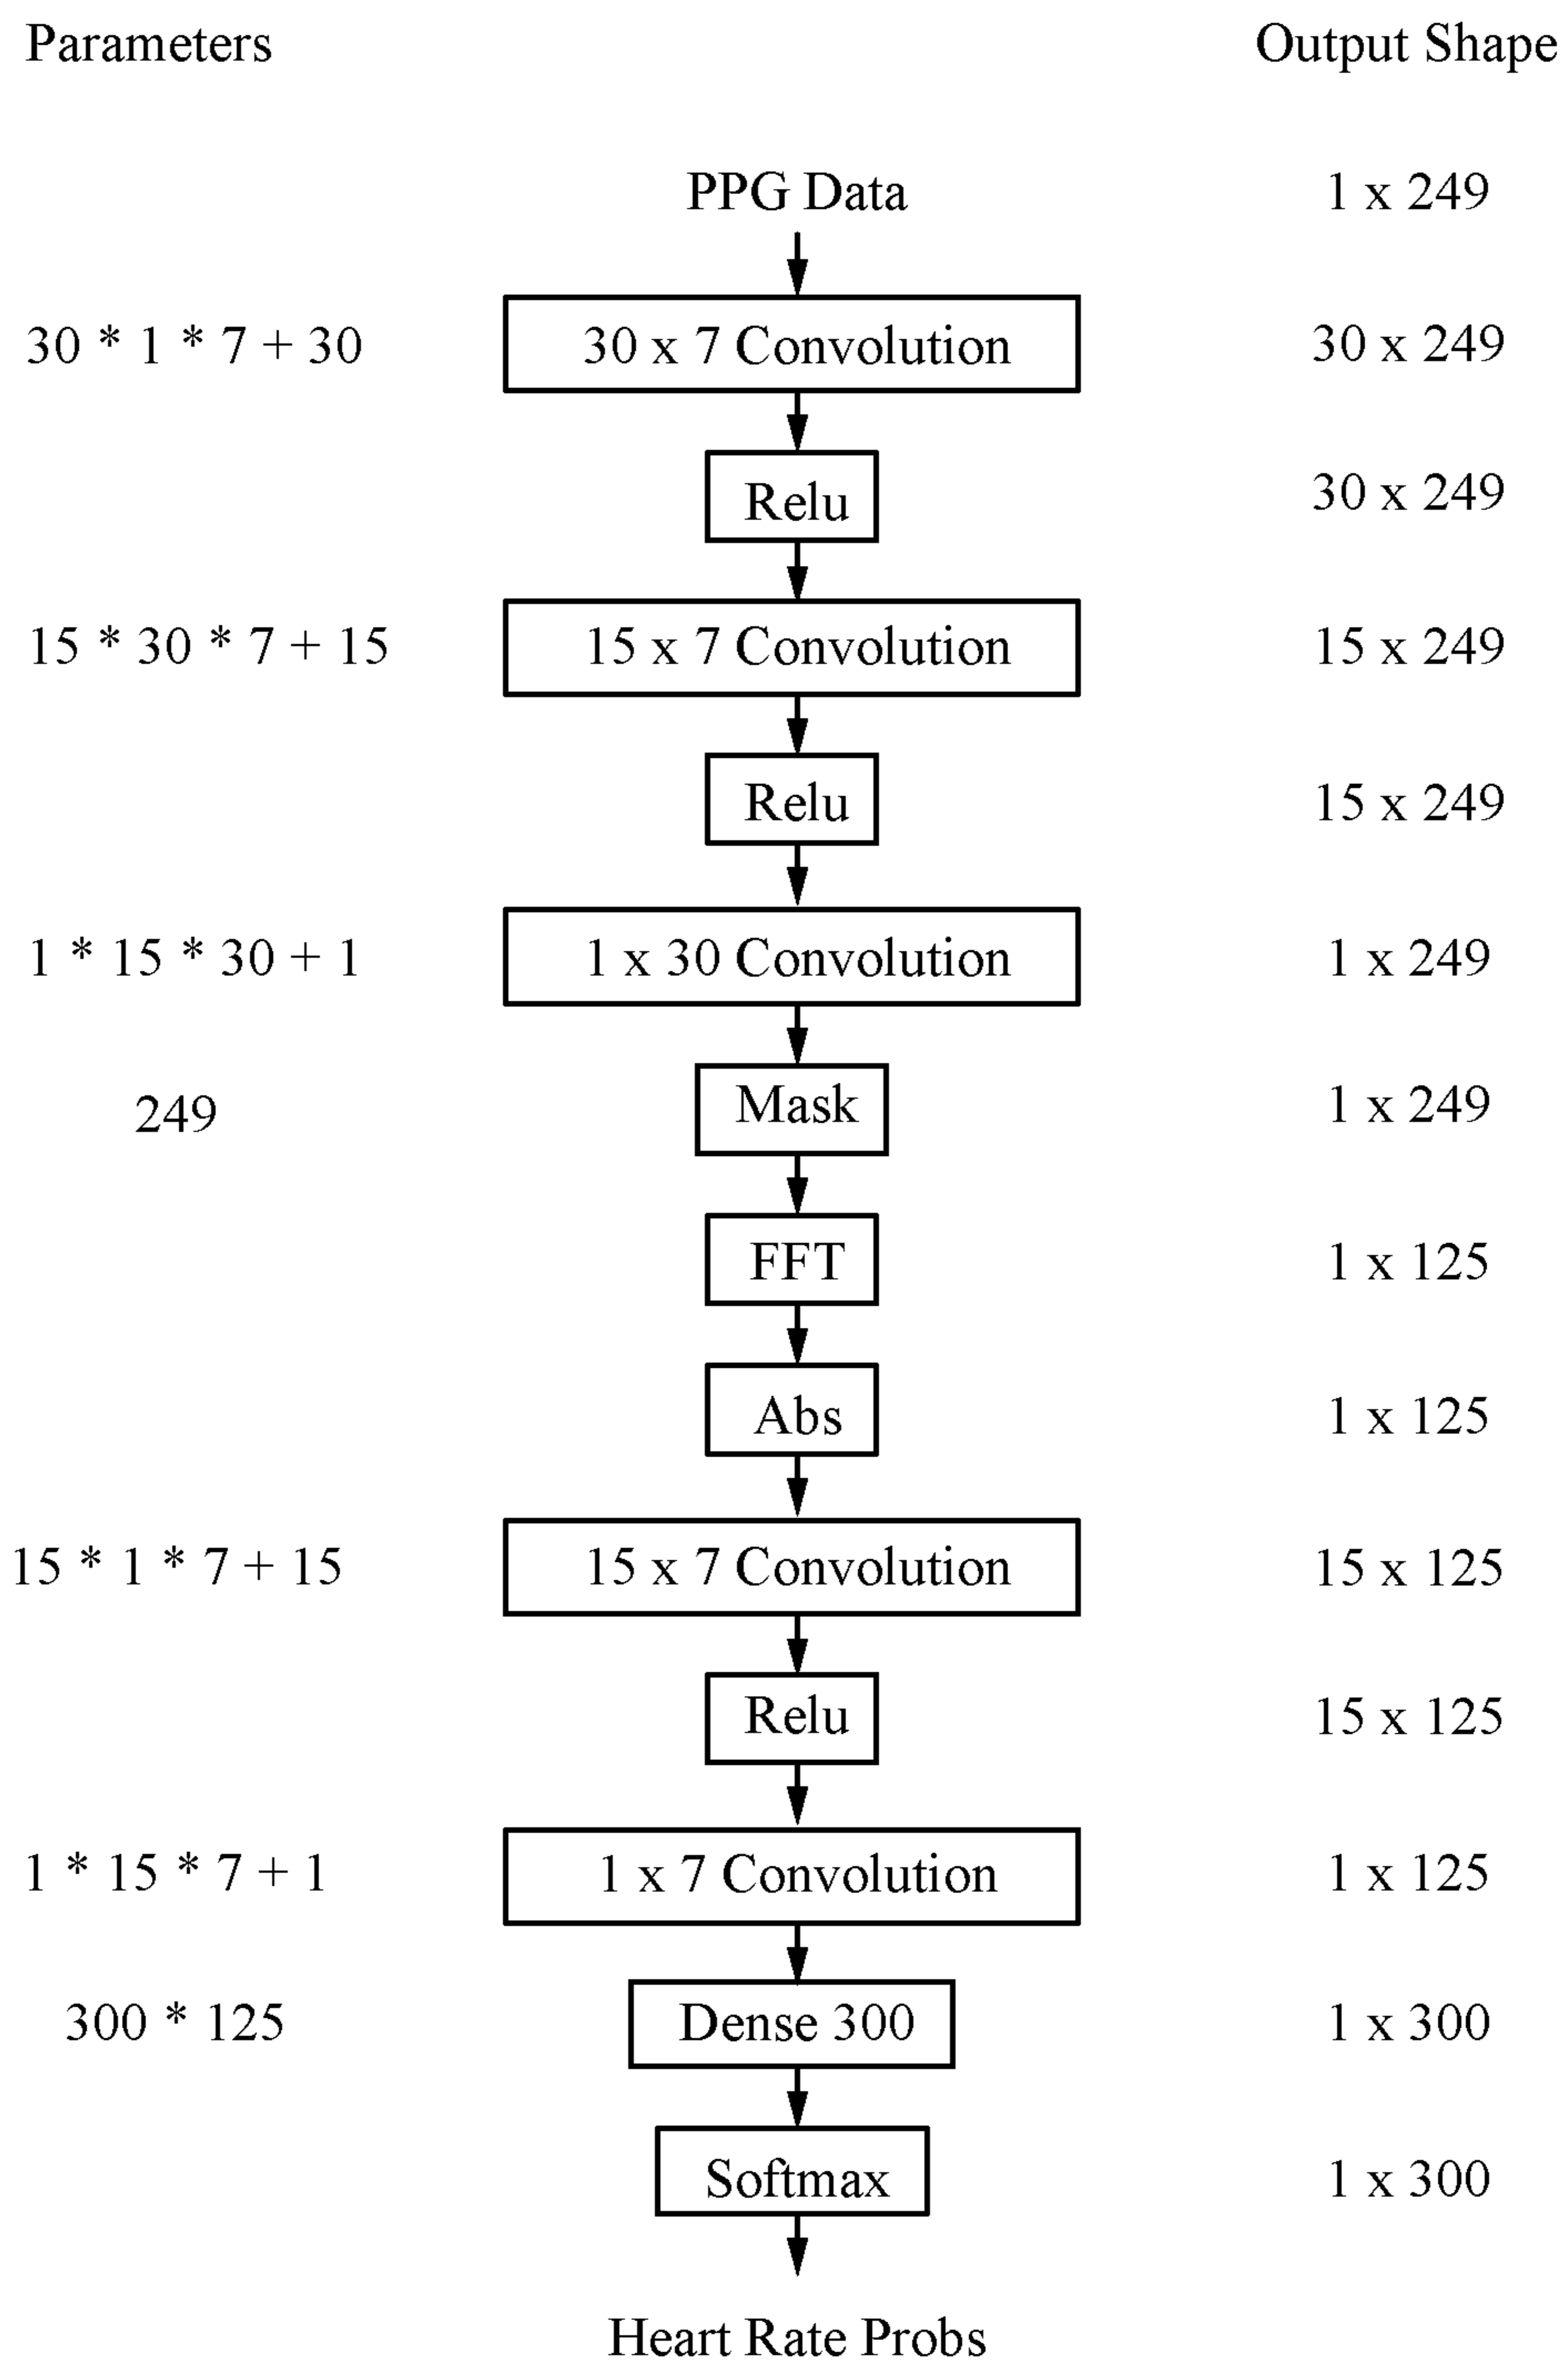 Parameters Output Shape
PPG Data 1 x 249
30 * 1 * 7 + 30 30 x 7 Convolution 30 x 249
Relu 30 x 249
15 * 30 * 7 + 15 15 x 7 Convolution 15 x 249
Relu 15 x 249
1 * 15 * 30 + 1 1 x 30 Convolution 1 x 249
249 Mask 1 x 249
FFT 1 x 125
Abs 1 x 125
15 * 1 * 7 + 15 15 x 7 Convolution 15 x 125
Relu 15 x 125
1 * 15 * 7 + 1 1 x 7 Convolution 1 x 125
300 * 125 Dense 300 1 x 300
Softmax 1 x 300
Heart Rate Probs